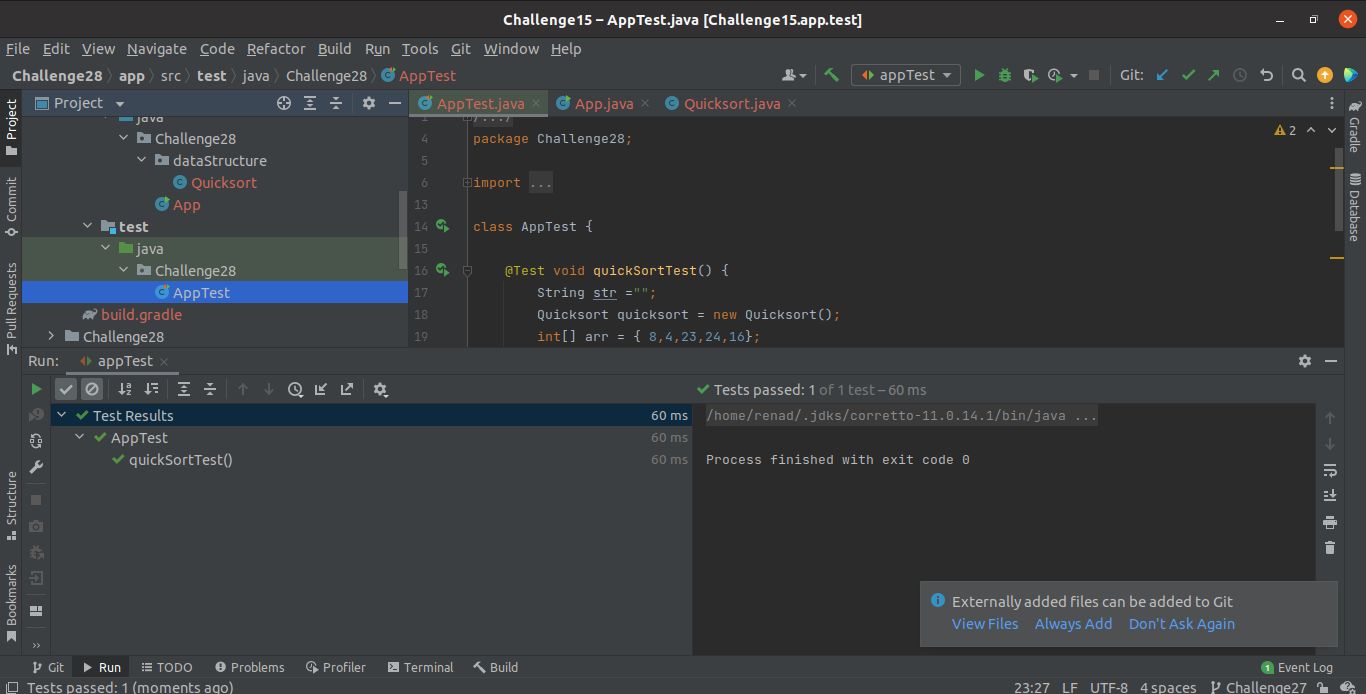 Challenge15 – AppTest.java [Challenge15.app.test]
File Edit View Navigate Code Refactor Build Run Tools Git Window Help
Challenge28 app src test java Challenge28 AppTest
appTest
Git:
Project
Commit
Pull Requests
Structure
Bookmarks
Project
java
Challenge28
dataStructure
Quicksort
App
test
java
Challenge28
AppTest
build.gradle
Challenge28
AppTest.java App.java Quicksort.java
1 /.../
4 package Challenge28;
5
6 import ...
13
14 class AppTest {
15
16 @Test void quickSortTest() {
17 String str ="";
18 Quicksort quicksort = new Quicksort();
19 int[] arr = { 8,4,23,24,16};
2
Gradle
Database
Run: appTest
Tests passed: 1 of 1 test – 60 ms
Test Results 60 ms
AppTest 60 ms
quickSortTest() 60 ms
/home/renad/.jdks/corretto-11.0.14.1/bin/java ...
Process finished with exit code 0
Externally added files can be added to Git
View Files Always Add Don't Ask Again
Git Run TODO Problems Profiler Terminal Build
1 Event Log
Tests passed: 1 (moments ago)
23:27 LF UTF-8 4 spaces Challenge27